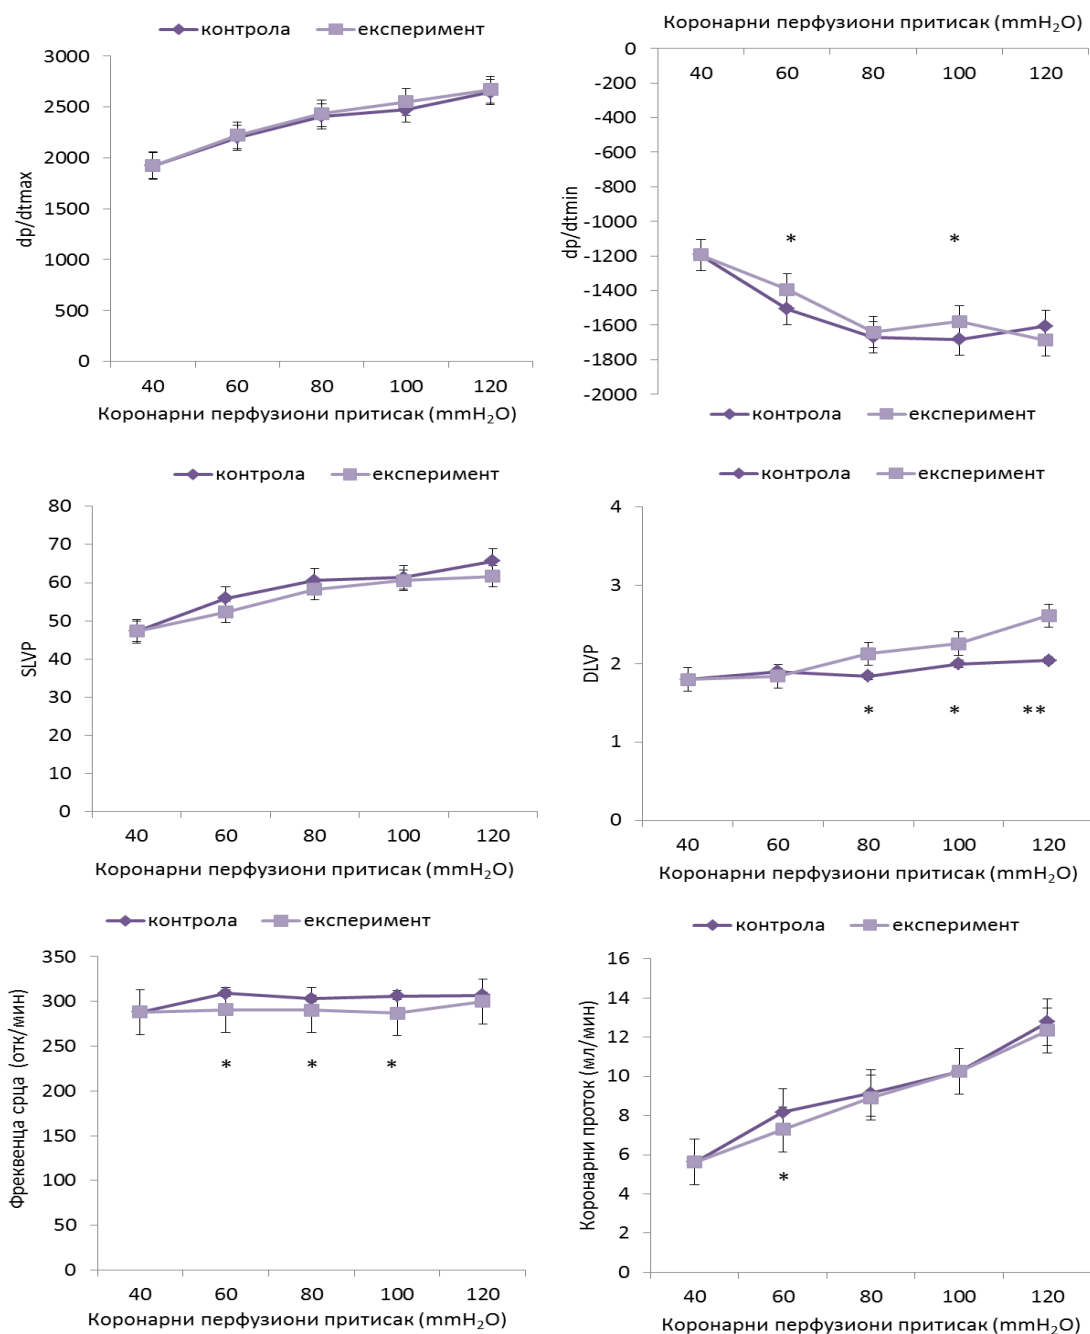 контрола експеримент
3000
2500
2000
1500
1000
500
0
dp/dtmax
40 60 80 100 120
Коронарни перфузиони притисак (mmH₂O)
Коронарни перфузиони притисак (mmH₂O)
0
40 60 80 100 120
-200
-400
-600
-800
-1000
-1200
-1400
-1600
-1800
-2000
dp/dtmin
* *
контрола експеримент
контрола експеримент
80
70
60
50
40
30
20
10
0
SLVP
40 60 80 100 120
Коронарни перфузиони притисак (mmH₂O)
контрола експеримент
4
3
2
1
0
DLVP
* * **
40 60 80 100 120
Коронарни перфузиони притисак (mmH₂O)
контрола експеримент
350
300
250
200
150
100
50
0
Фреквенца срца (отк/мин)
* * *
40 60 80 100 120
Коронарни перфузиони притисак (mmH₂O)
контрола експеримент
16
14
12
10
8
6
4
2
0
Коронарни проток (мл/мин)
*
40 60 80 100 120
Коронарни перфузиони притисак (mmH₂O)